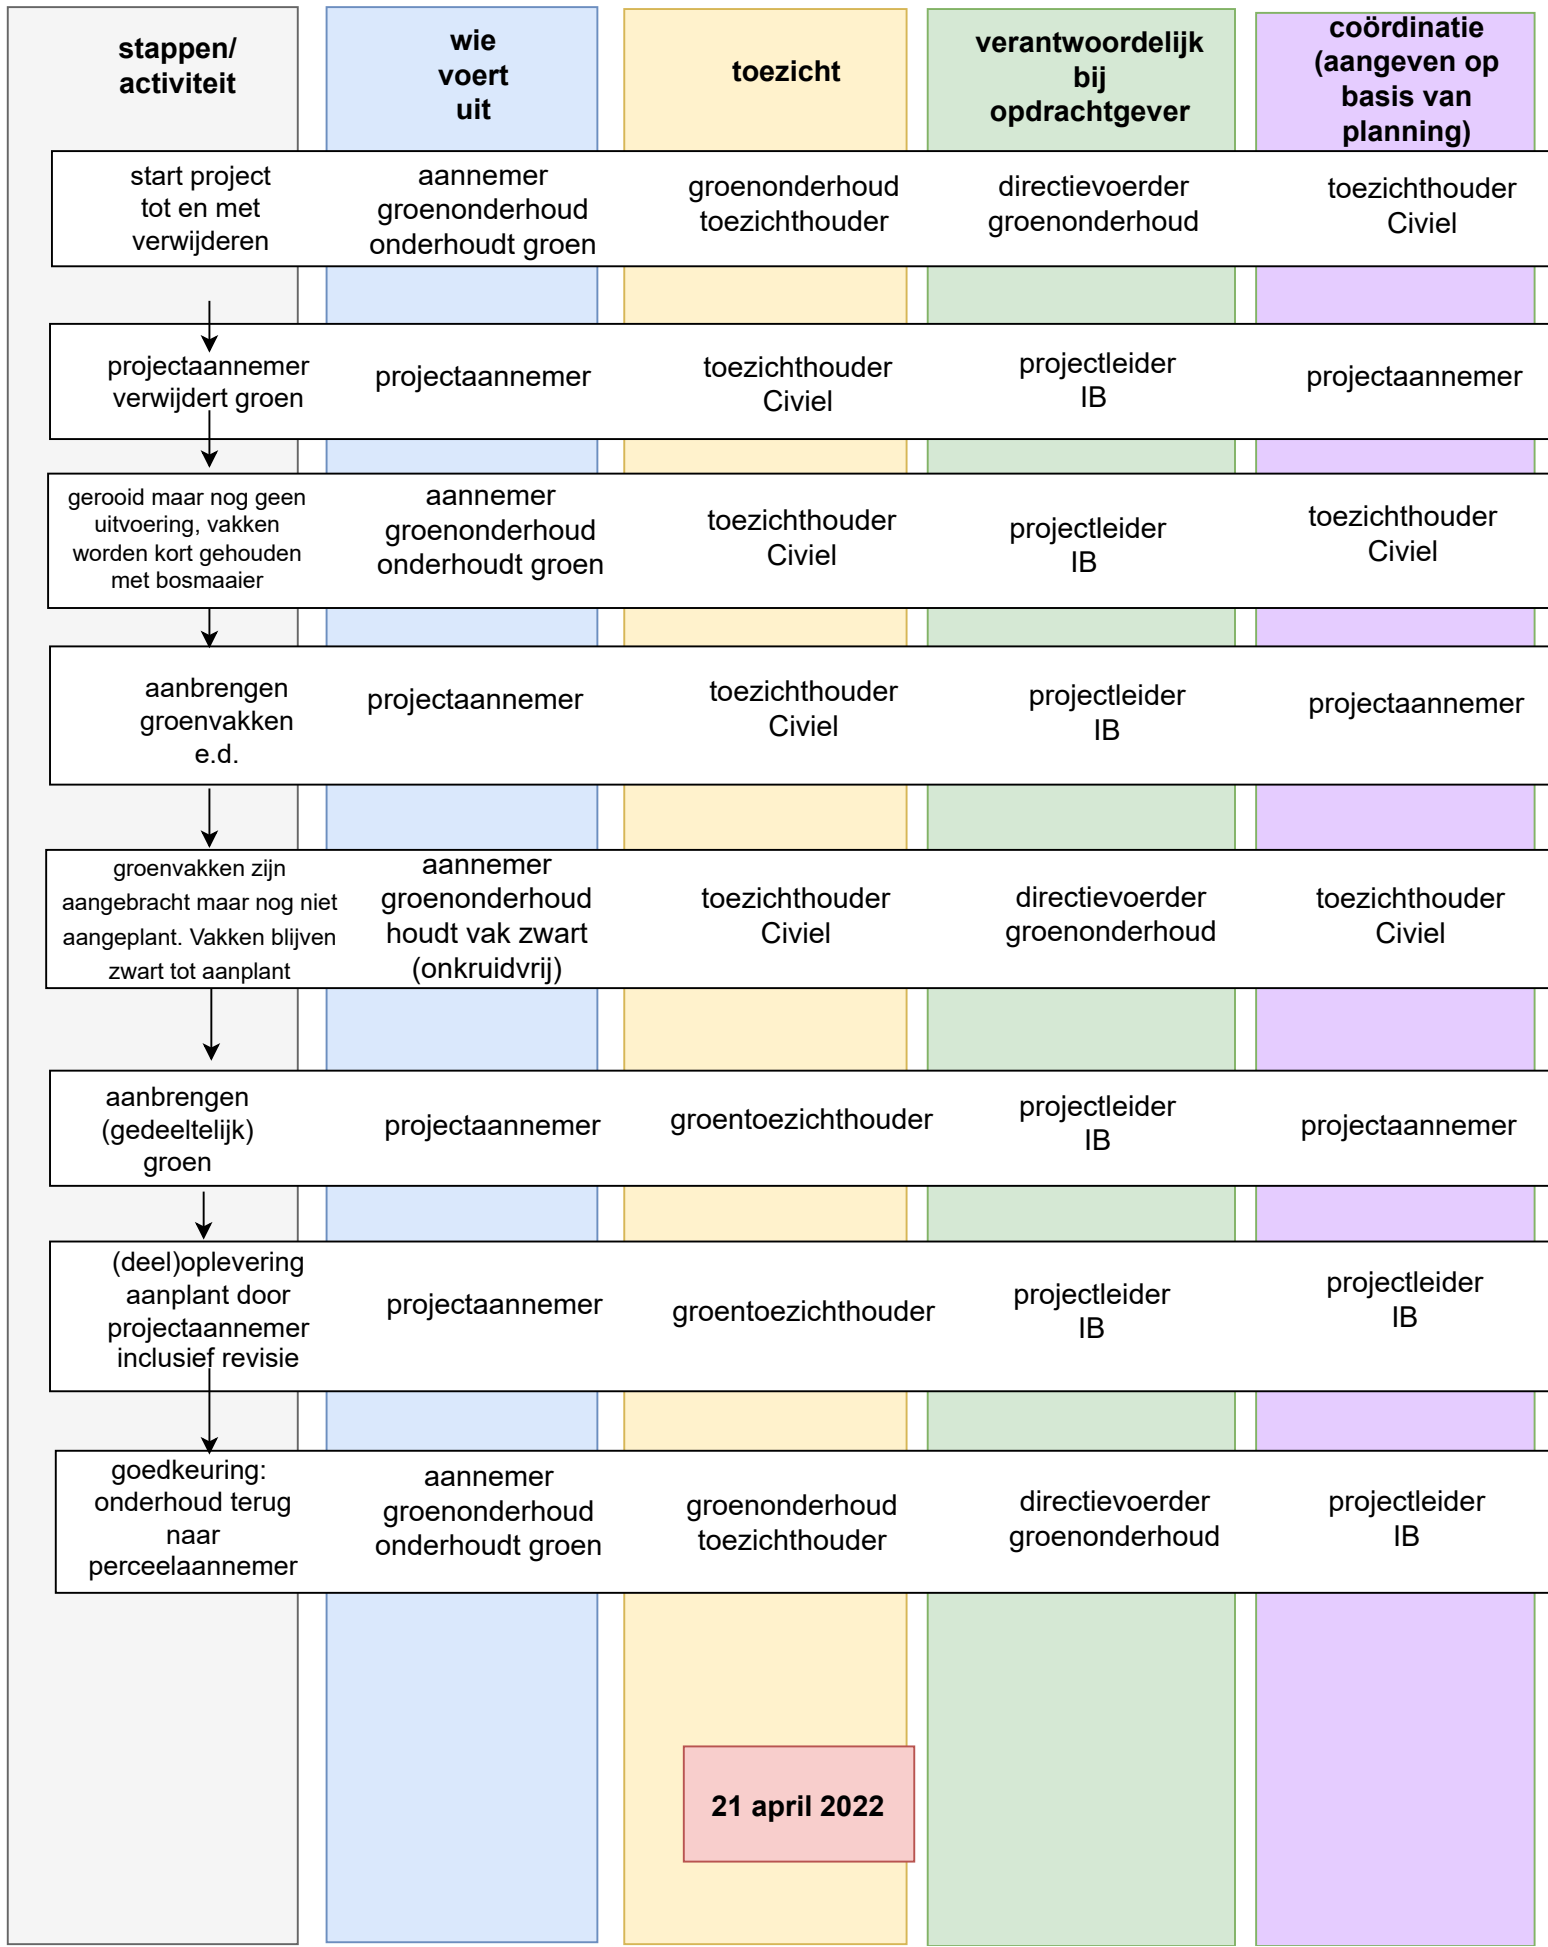 stappen/
activiteit
wie
voert
uit
toezicht
verantwoordelijk
bij
opdrachtgever
coördinatie
(aangeven op
basis van
planning)
start project
tot en met
verwijderen
aannemer
groenonderhoud
onderhoudt groen
groenonderhoud
toezichthouder
directievoerder
groenonderhoud
toezichthouder
Civiel
projectaannemer
verwijdert groen
projectaannemer
toezichthouder
Civiel
projectleider
IB
projectaannemer
gerooid maar nog geen
uitvoering, vakken
worden kort gehouden
met bosmaaier
aannemer
groenonderhoud
onderhoudt groen
toezichthouder
Civiel
projectleider
IB
toezichthouder
Civiel
aanbrengen
groenvakken
e.d.
projectaannemer
toezichthouder
Civiel
projectleider
IB
projectaannemer
groenvakken zijn
aangebracht maar nog niet
aangeplant. Vakken blijven
zwart tot aanplant
aannemer
groenonderhoud
houdt vak zwart
(onkruidvrij)
toezichthouder
Civiel
directievoerder
groenonderhoud
toezichthouder
Civiel
aanbrengen
(gedeeltelijk)
groen
projectaannemer
groentoezichthouder
projectleider
IB
projectaannemer
(deel)oplevering
aanplant door
projectaannemer
inclusief revisie
projectaannemer
groentoezichthouder
projectleider
IB
projectleider
IB
goedkeuring:
onderhoud terug
naar
perceelaannemer
aannemer
groenonderhoud
onderhoudt groen
groenonderhoud
toezichthouder
directievoerder
groenonderhoud
projectleider
IB
21 april 2022